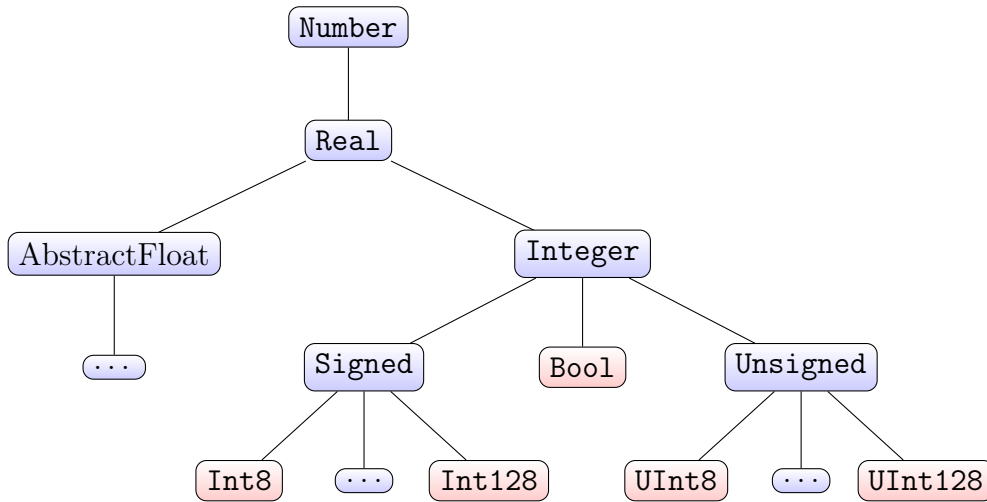 Number
Real
AbstractFloat
Integer
...
Signed
Bool
Unsigned
Int8
...
Int128
UInt8
...
UInt128